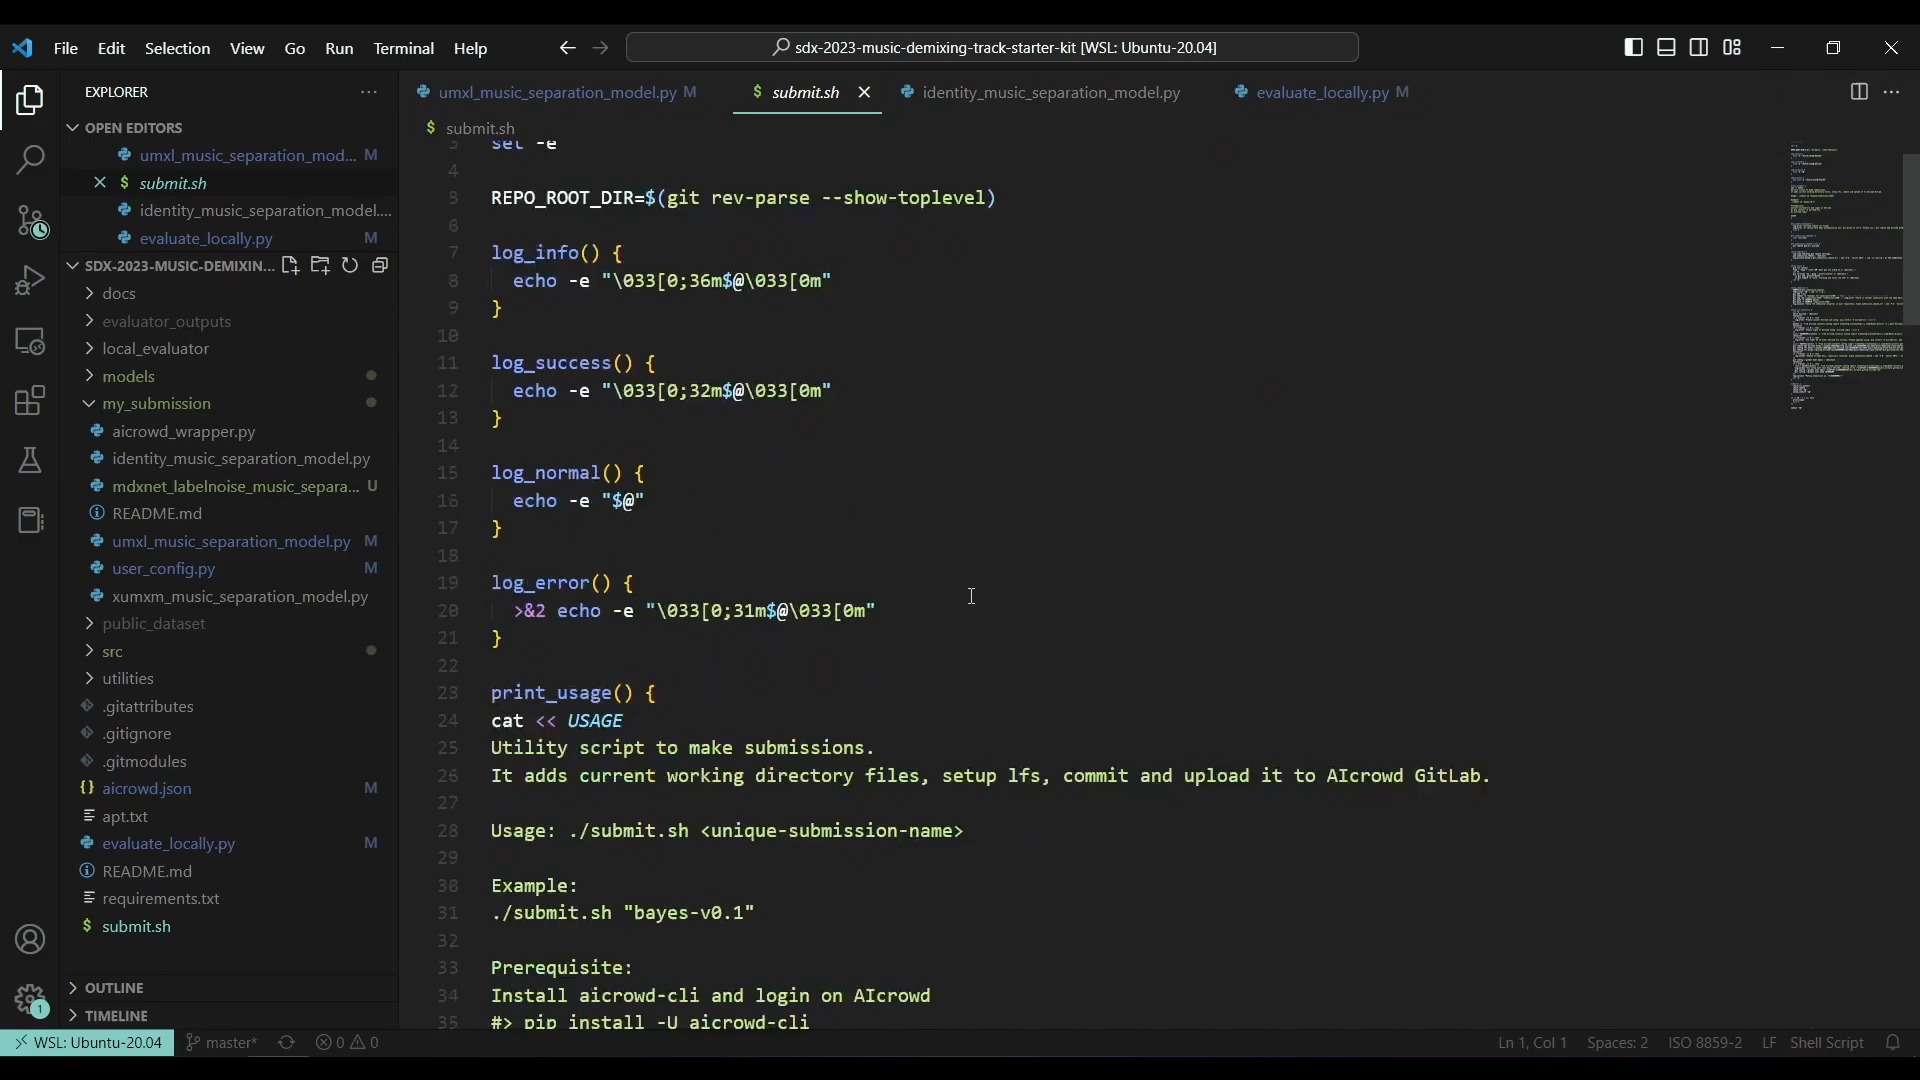 File Edit Selection View Go Run Terminal Help
sdx-2023-music-demixing-track-starter-kit [WSL: Ubuntu-20.04]
EXPLORER
OPEN EDITORS
umxl_music_separation_mod... M
submit.sh
identity_music_separation_model....
evaluate_locally.py M
SDX-2023-MUSIC-DEMIXIN...
docs
evaluator_outputs
local_evaluator
models
my_submission
aicrowd_wrapper.py
identity_music_separation_model.py
mdxnet_labelnoise_music_separa... U
README.md
umxl_music_separation_model.py M
user_config.py M
xumxm_music_separation_model.py
public_dataset
src
utilities
.gitattributes
.gitignore
.gitmodules
aicrowd.json M
apt.txt
evaluate_locally.py M
README.md
requirements.txt
submit.sh
OUTLINE
TIMELINE
1
umxl_music_separation_model.py M
submit.sh
identity_music_separation_model.py
evaluate_locally.py M
submit.sh
3 set -e
4
5 REPO_ROOT_DIR=$(git rev-parse --show-toplevel)
6
7 log_info() {
8 echo -e "\033[0;36m$@\033[0m"
9 }
10
11 log_success() {
12 echo -e "\033[0;32m$@\033[0m"
13 }
14
15 log_normal() {
16 echo -e "$@"
17 }
18
19 log_error() {
20 >&2 echo -e "\033[0;31m$@\033[0m"
21 }
22
23 print_usage() {
24 cat << USAGE
25 Utility script to make submissions.
26 It adds current working directory files, setup lfs, commit and upload it to AIcrowd GitLab.
27
28 Usage: ./submit.sh <unique-submission-name>
29
30 Example:
31 ./submit.sh "bayes-v0.1"
32
33 Prerequisite:
34 Install aicrowd-cli and login on AIcrowd
35 #> pip install -U aicrowd-cli
WSL: Ubuntu-20.04 master* 0 0 Ln 1, Col 1 Spaces: 2 ISO 8859-2 LF Shell Script